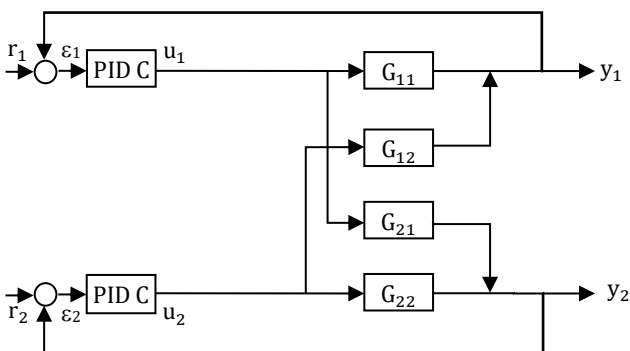 r₁ ε₁ PID C u₁ G₁₁ y₁
G₁₂
G₂₁
r₂ ε₂ PID C u₂ G₂₂ y₂